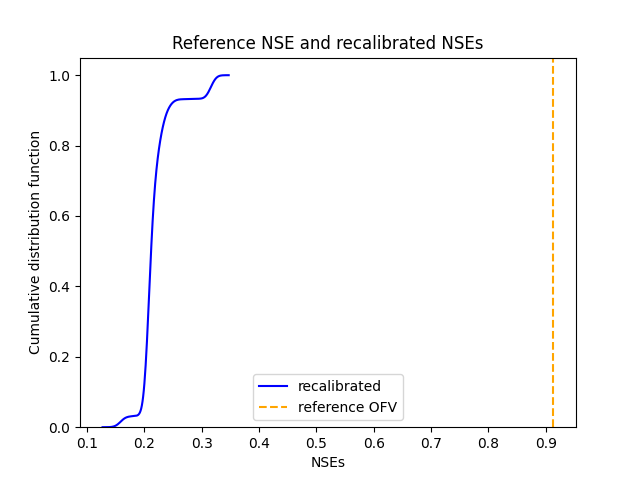 Reference NSE and recalibrated NSEs
Cumulative distribution function
1.0
0.8
0.6
0.4
0.2
0.0
recalibrated
reference OFV
0.1 0.2 0.3 0.4 0.5 0.6 0.7 0.8 0.9
NSEs